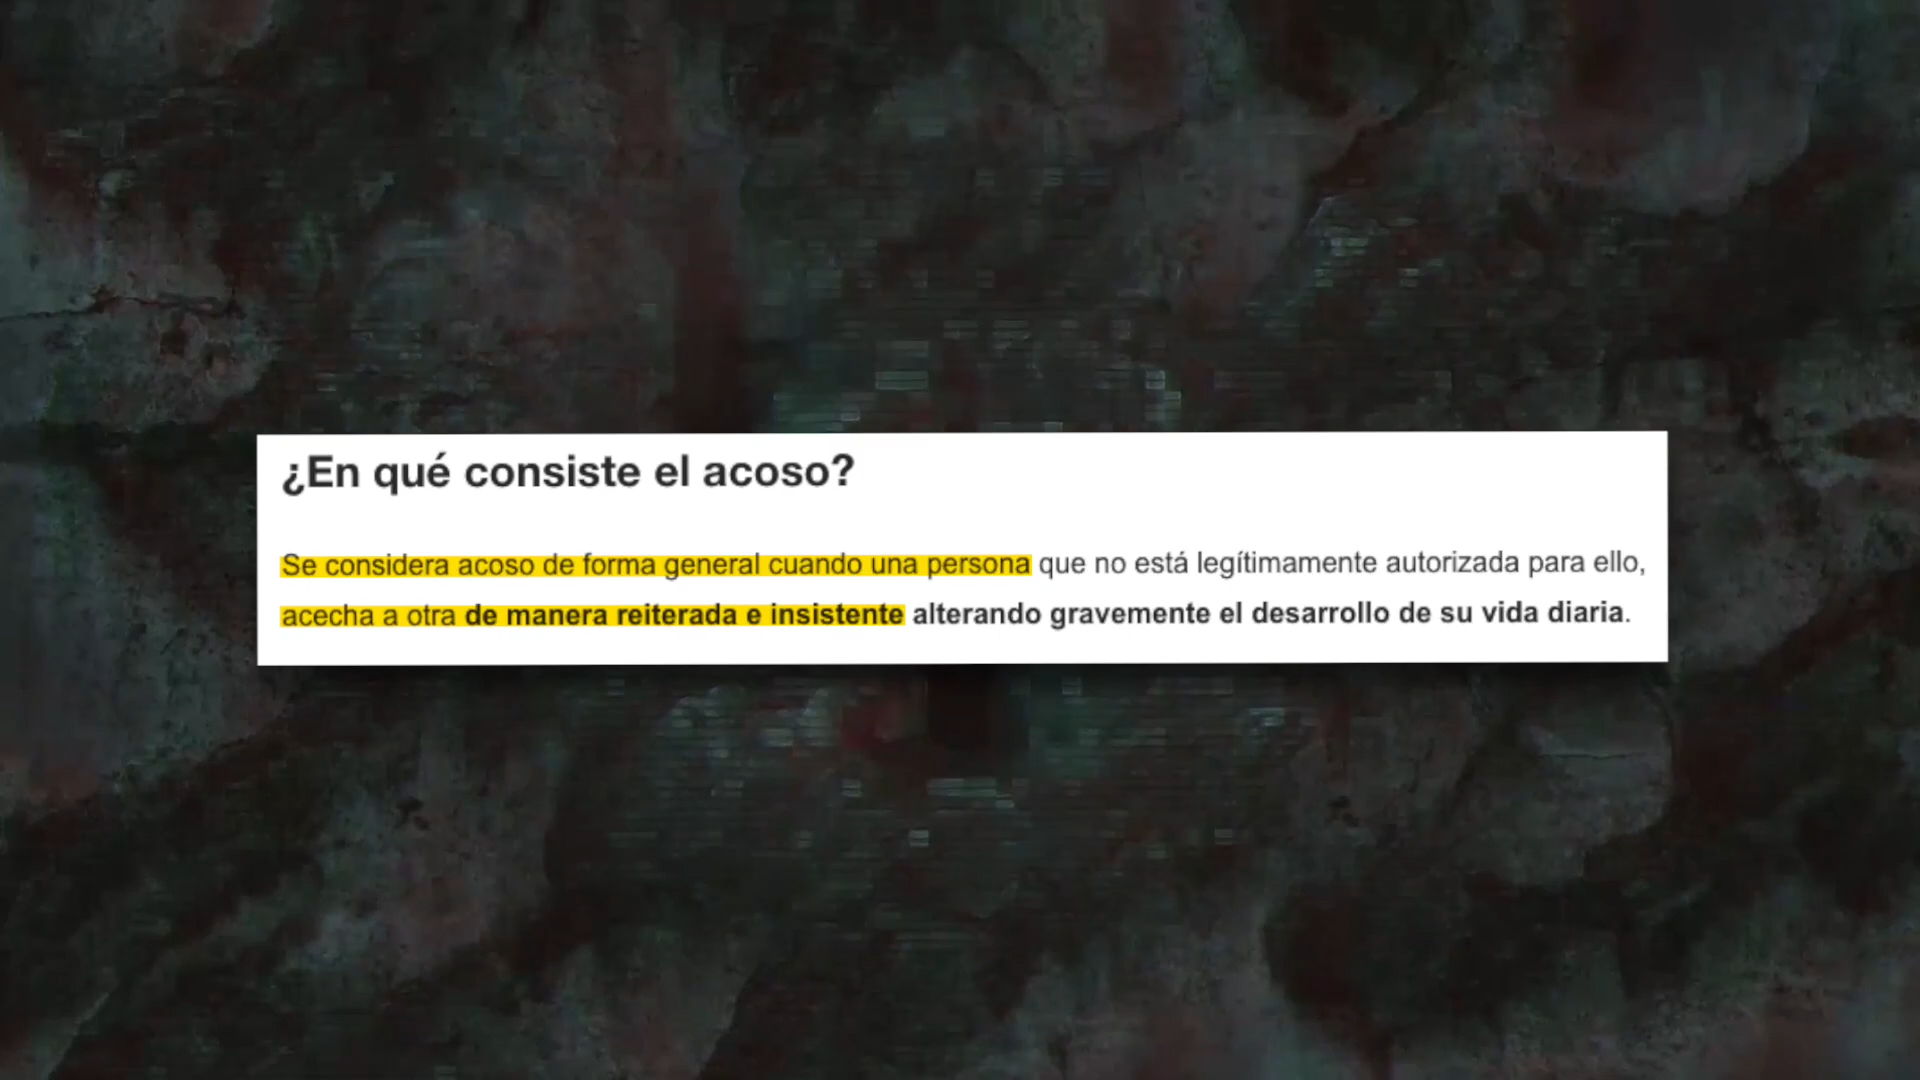 ¿En qué consiste el acoso?
Se considera acoso de forma general cuando una persona que no está legítimamente autorizada para ello,
acecha a otra de manera reiterada e insistente alterando gravemente el desarrollo de su vida diaria.